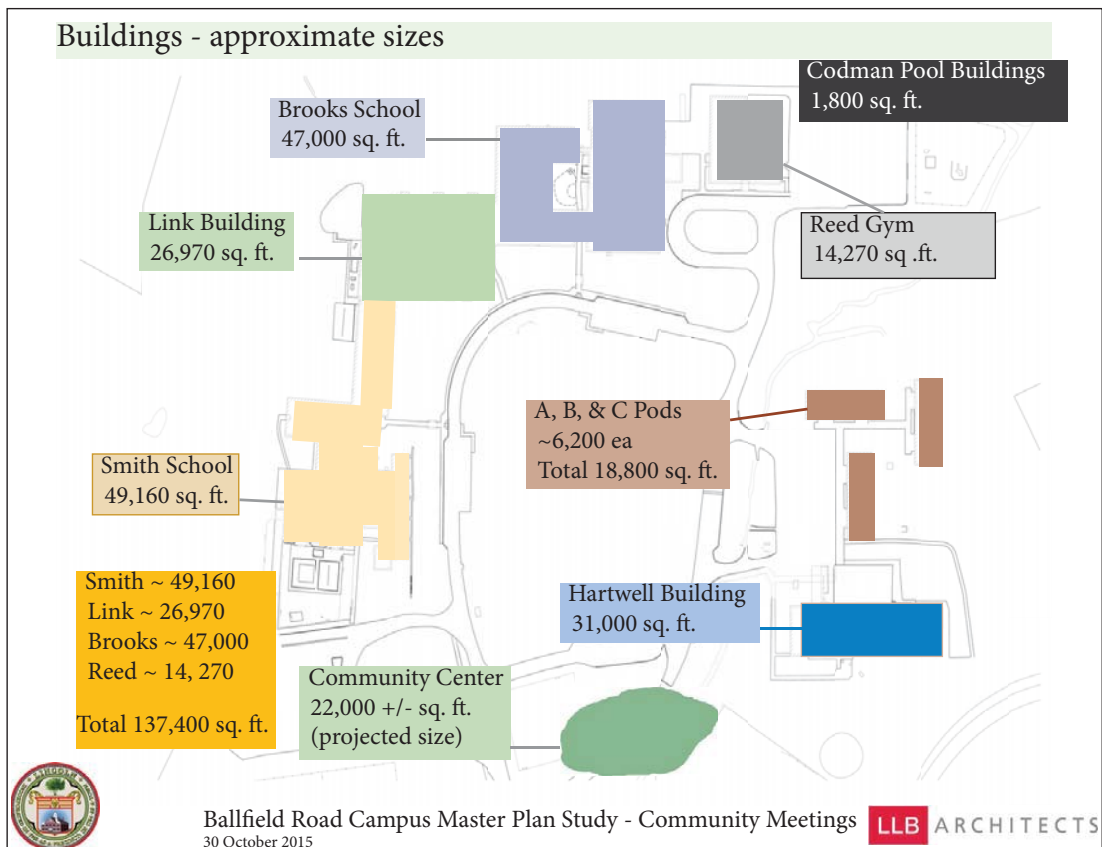 Buildings - approximate sizes
Codman Pool Buildings
1,800 sq. ft.
Brooks School
47,000 sq. ft.
Link Building
26,970 sq. ft.
Reed Gym
14,270 sq .ft.
A, B, & C Pods
~6,200 ea
Total 18,800 sq. ft.
Smith School
49,160 sq. ft.
Smith ~ 49,160
Link ~ 26,970
Brooks ~ 47,000
Reed ~ 14, 270
Total 137,400 sq. ft.
Hartwell Building
31,000 sq. ft.
Community Center
22,000 +/- sq. ft.
(projected size)
Ballfield Road Campus Master Plan Study - Community Meetings
30 October 2015
LLB ARCHITECTS